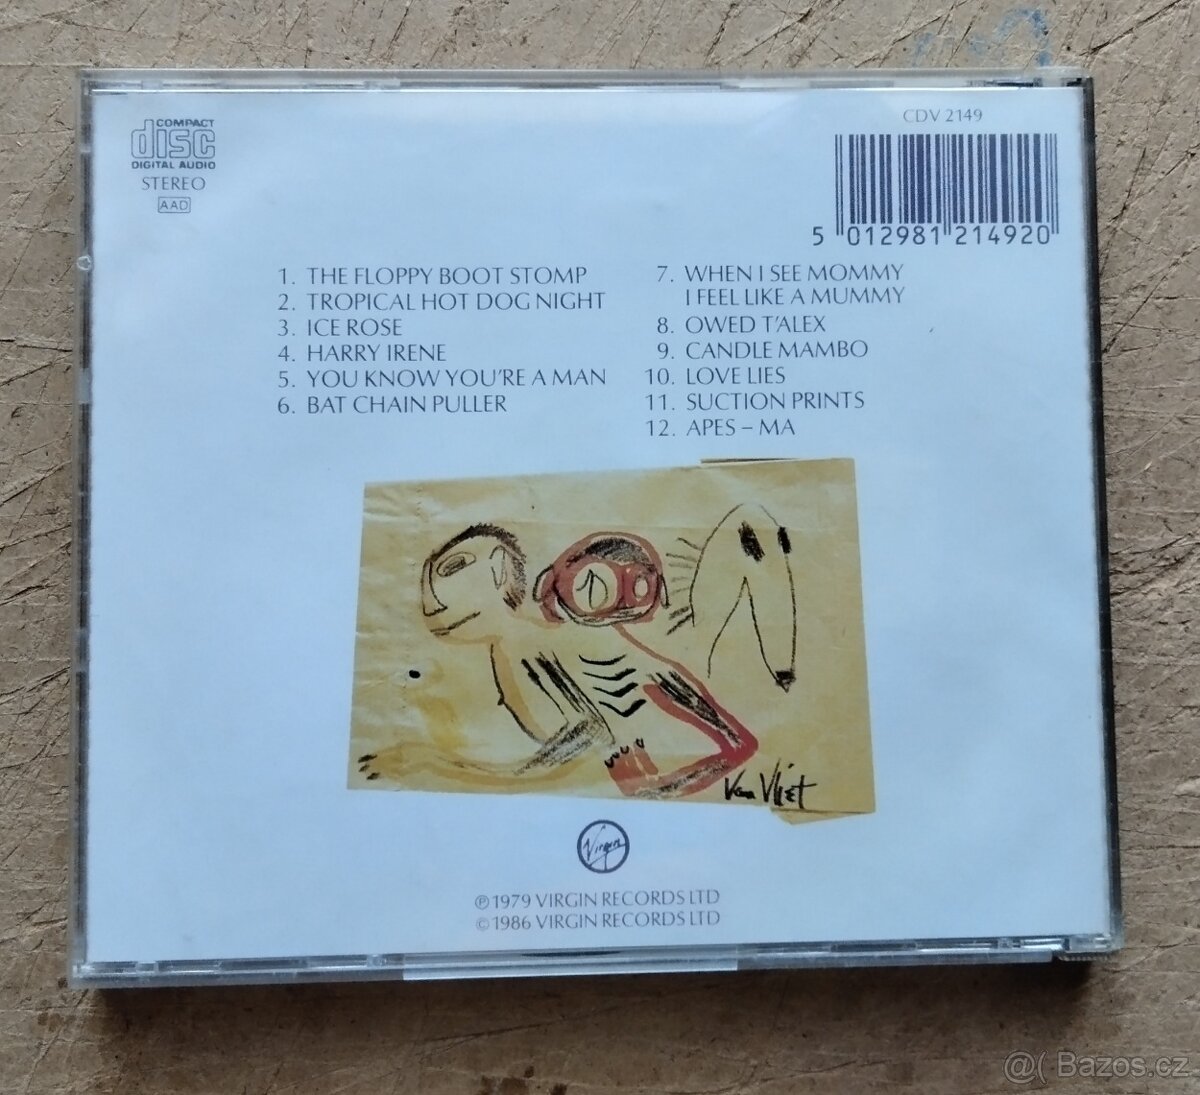 COMPACT
disc
DIGITAL AUDIO
STEREO
AAD
CDV 2149
5 012981 214920
1. THE FLOPPY BOOT STOMP
2. TROPICAL HOT DOG NIGHT
3. ICE ROSE
4. HARRY IRENE
5. YOU KNOW YOU'RE A MAN
6. BAT CHAIN PULLER
7. WHEN I SEE MOMMY
I FEEL LIKE A MUMMY
8. OWED T'ALEX
9. CANDLE MAMBO
10. LOVE LIES
11. SUCTION PRINTS
12. APES – MA
Van Vliet
Virgin
℗ 1979 VIRGIN RECORDS LTD
© 1986 VIRGIN RECORDS LTD
@( Bazos.cz